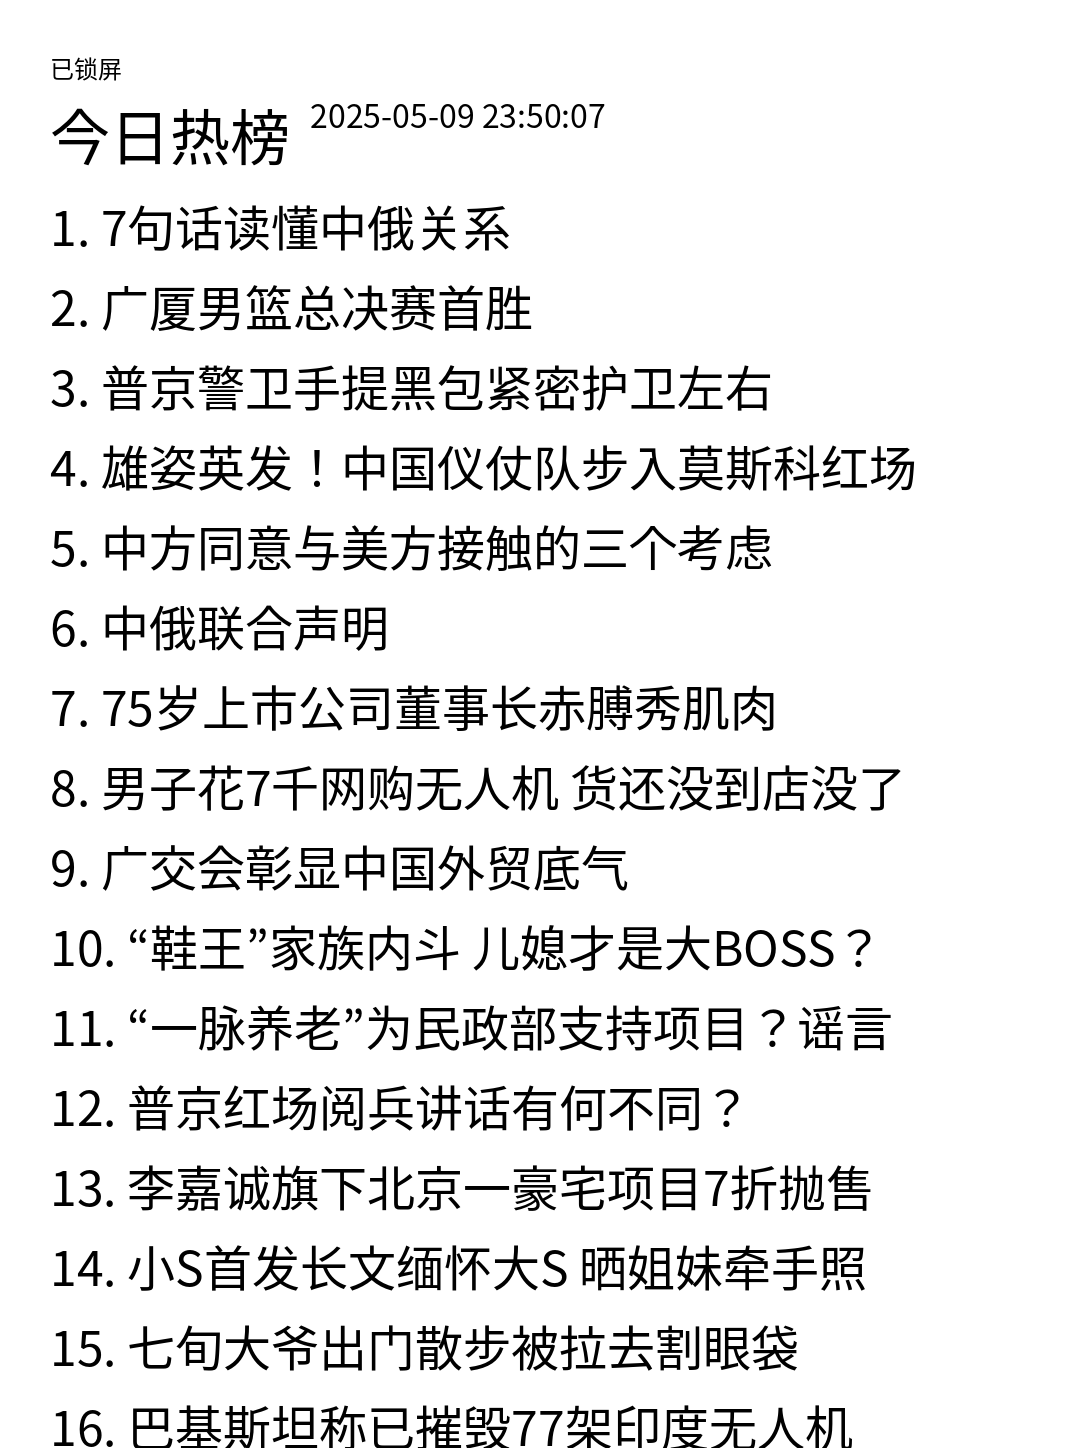 已锁屏
今日热榜 2025-05-09 23:50:07
1. 7句话读懂中俄关系
2. 广厦男篮总决赛首胜
3. 普京警卫手提黑包紧密护卫左右
4. 雄姿英发！中国仪仗队步入莫斯科红场
5. 中方同意与美方接触的三个考虑
6. 中俄联合声明
7. 75岁上市公司董事长赤膊秀肌肉
8. 男子花7千网购无人机 货还没到店没了
9. 广交会彰显中国外贸底气
10. “鞋王”家族内斗 儿媳才是大BOSS？
11. “一脉养老”为民政部支持项目？谣言
12. 普京红场阅兵讲话有何不同？
13. 李嘉诚旗下北京一豪宅项目7折抛售
14. 小S首发长文缅怀大S 晒姐妹牵手照
15. 七旬大爷出门散步被拉去割眼袋
16. 巴基斯坦称已摧毁77架印度无人机